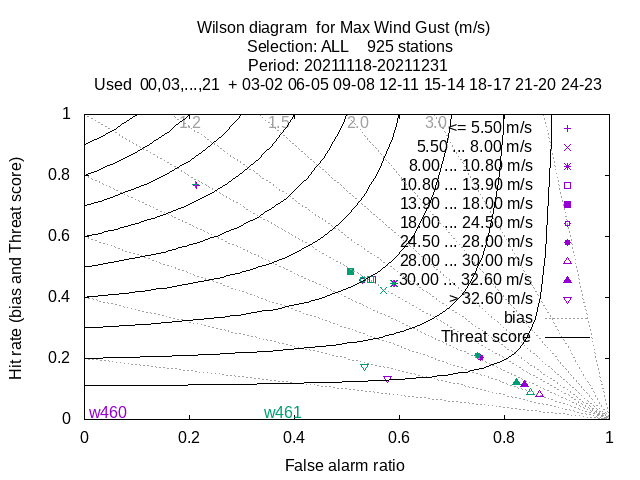 Wilson diagram  for Max Wind Gust (m/s)
Selection: ALL    925 stations
Period: 20211118-20211231
Used  00,03,...,21  + 03-02 06-05 09-08 12-11 15-14 18-17 21-20 24-23
1.2 1.5 2.0 3.0
<= 5.50 m/s
5.50 ... 8.00 m/s
8.00 ... 10.80 m/s
10.80 ... 13.90 m/s
13.90 ... 18.00 m/s
18.00 ... 24.50 m/s
24.50 ... 28.00 m/s
28.00 ... 30.00 m/s
30.00 ... 32.60 m/s
> 32.60 m/s
bias
Threat score
Hit rate (bias and Threat score)
1
0.8
0.6
0.4
0.2
0
w460 w461
0 0.2 0.4 0.6 0.8 1
False alarm ratio